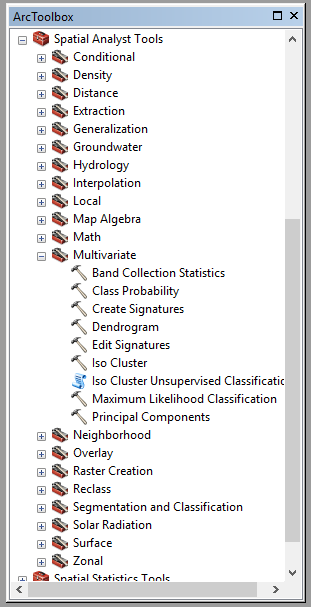 ArcToolbox
Spatial Analyst Tools
Conditional
Density
Distance
Extraction
Generalization
Groundwater
Hydrology
Interpolation
Local
Map Algebra
Math
Multivariate
Band Collection Statistics
Class Probability
Create Signatures
Dendrogram
Edit Signatures
Iso Cluster
Iso Cluster Unsupervised Classificatio
Maximum Likelihood Classification
Principal Components
Neighborhood
Overlay
Raster Creation
Reclass
Segmentation and Classification
Solar Radiation
Surface
Zonal
Spatial Statistics Tools